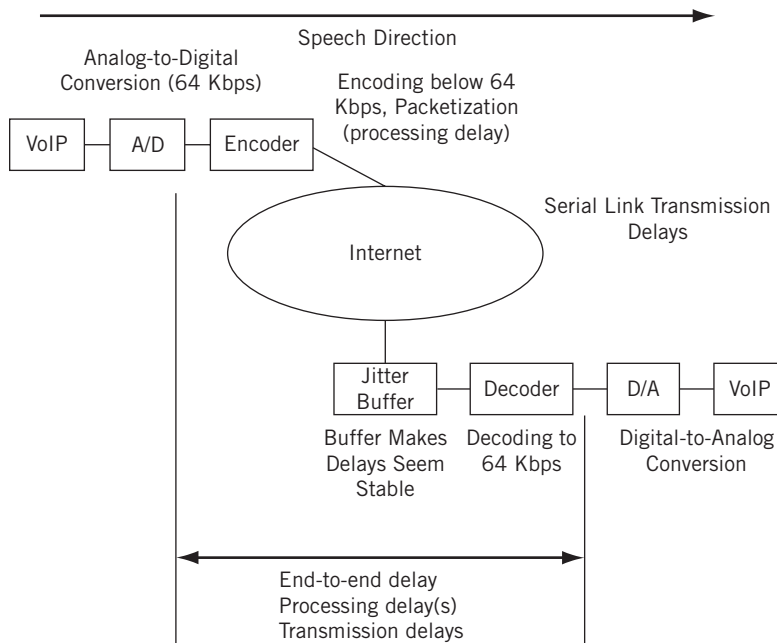 Speech Direction
Analog-to-Digital
Conversion (64 Kbps)
Encoding below 64
Kbps, Packetization
(processing delay)
VoIP
A/D
Encoder
Serial Link Transmission
Delays
Internet
Jitter
Buffer
Decoder
D/A
VoIP
Buffer Makes
Delays Seem
Stable
Decoding to
64 Kbps
Digital-to-Analog
Conversion
End-to-end delay
Processing delay(s)
Transmission delays